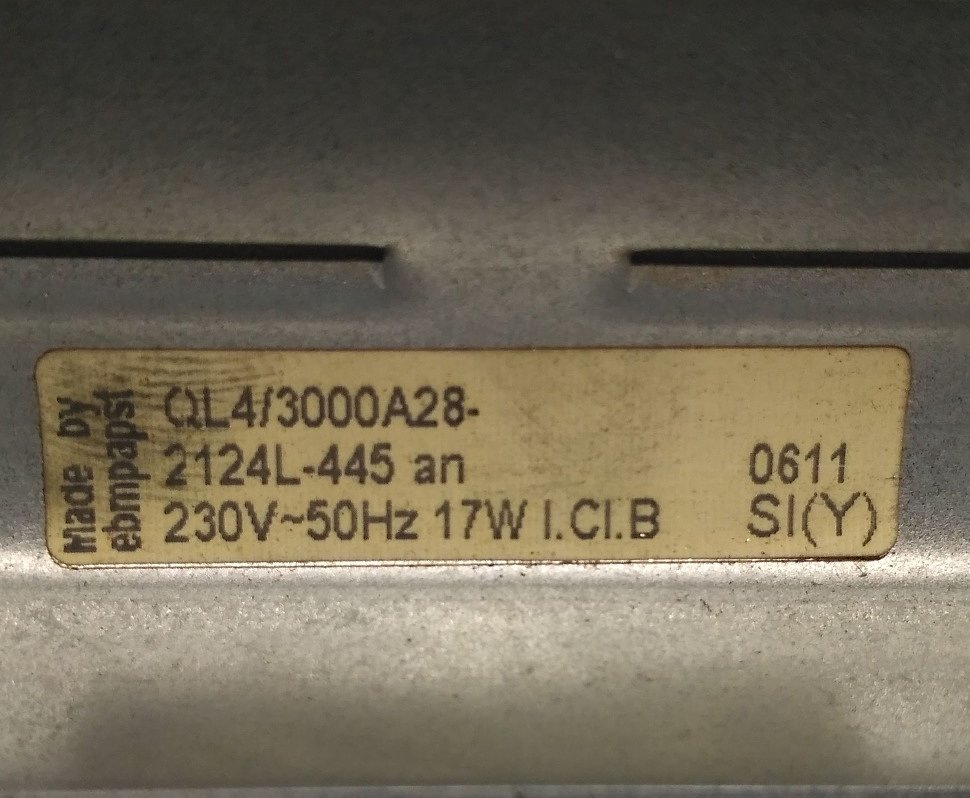 Made by
ebmpapst
QL4/3000A28-
2124L-445 an
230V~50Hz 17W I.Cl.B
0611
SI(Y)